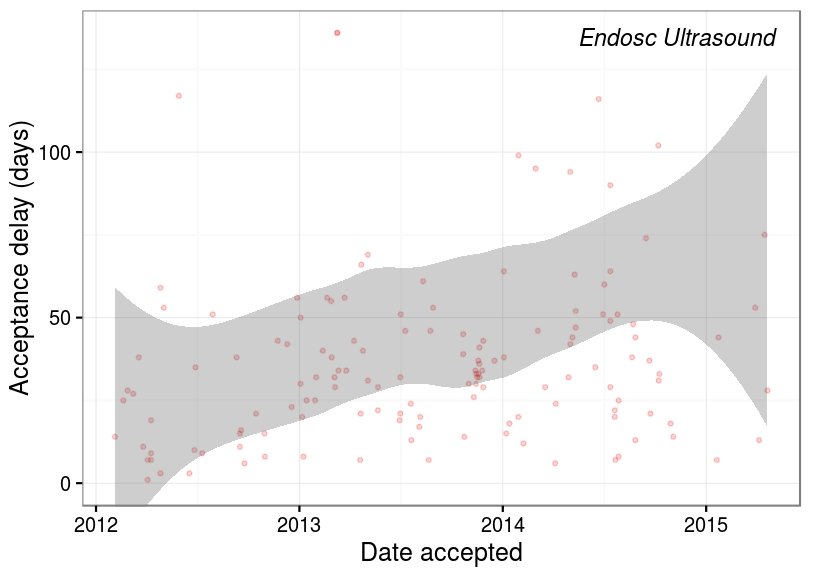 Endosc Ultrasound
Acceptance delay (days)
100
50
0
2012 2013 2014 2015
Date accepted